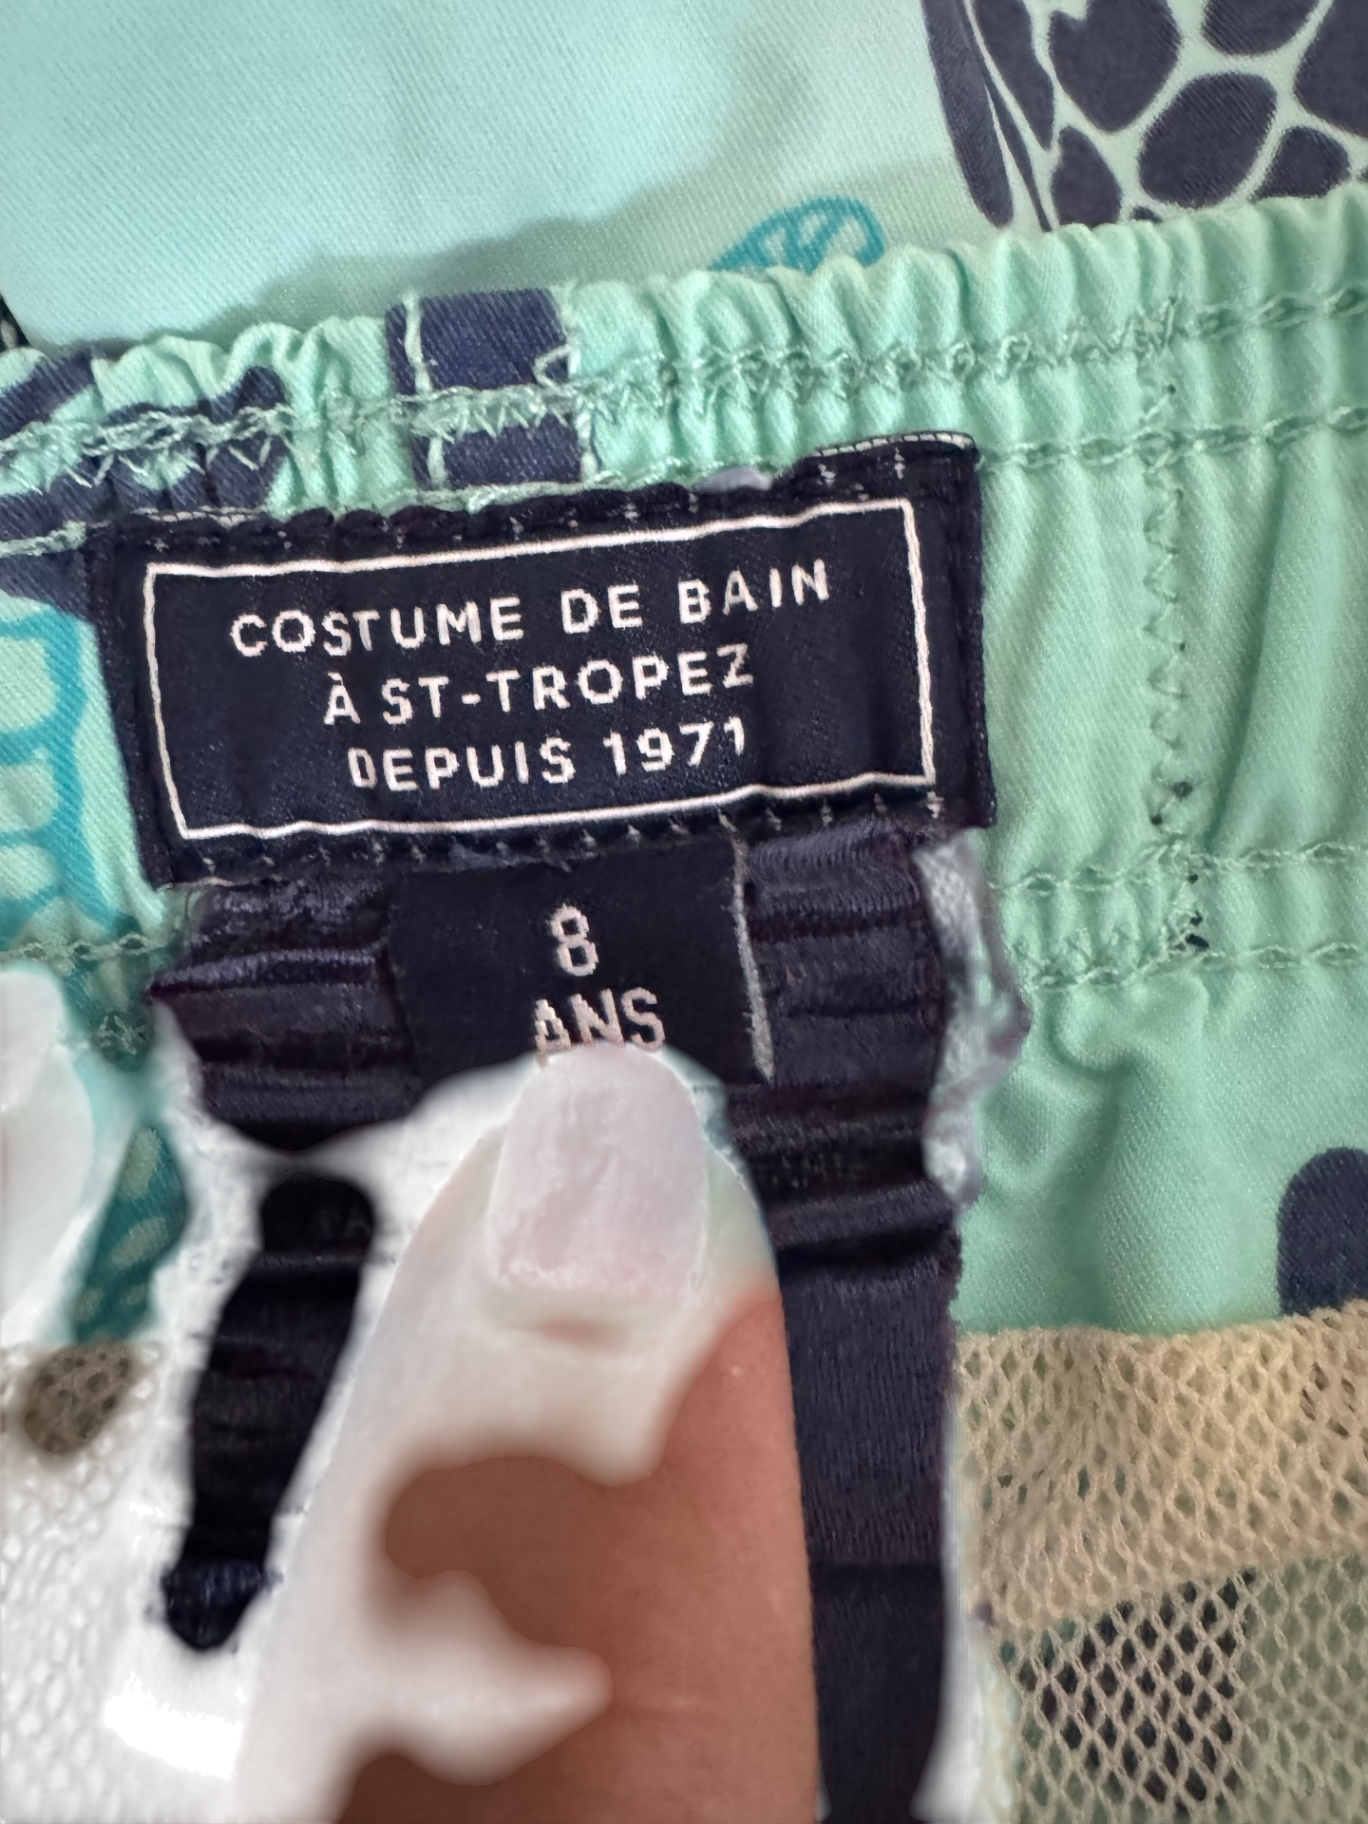 COSTUME DE BAIN
À ST-TROPEZ
DEPUIS 1971
8
ANS